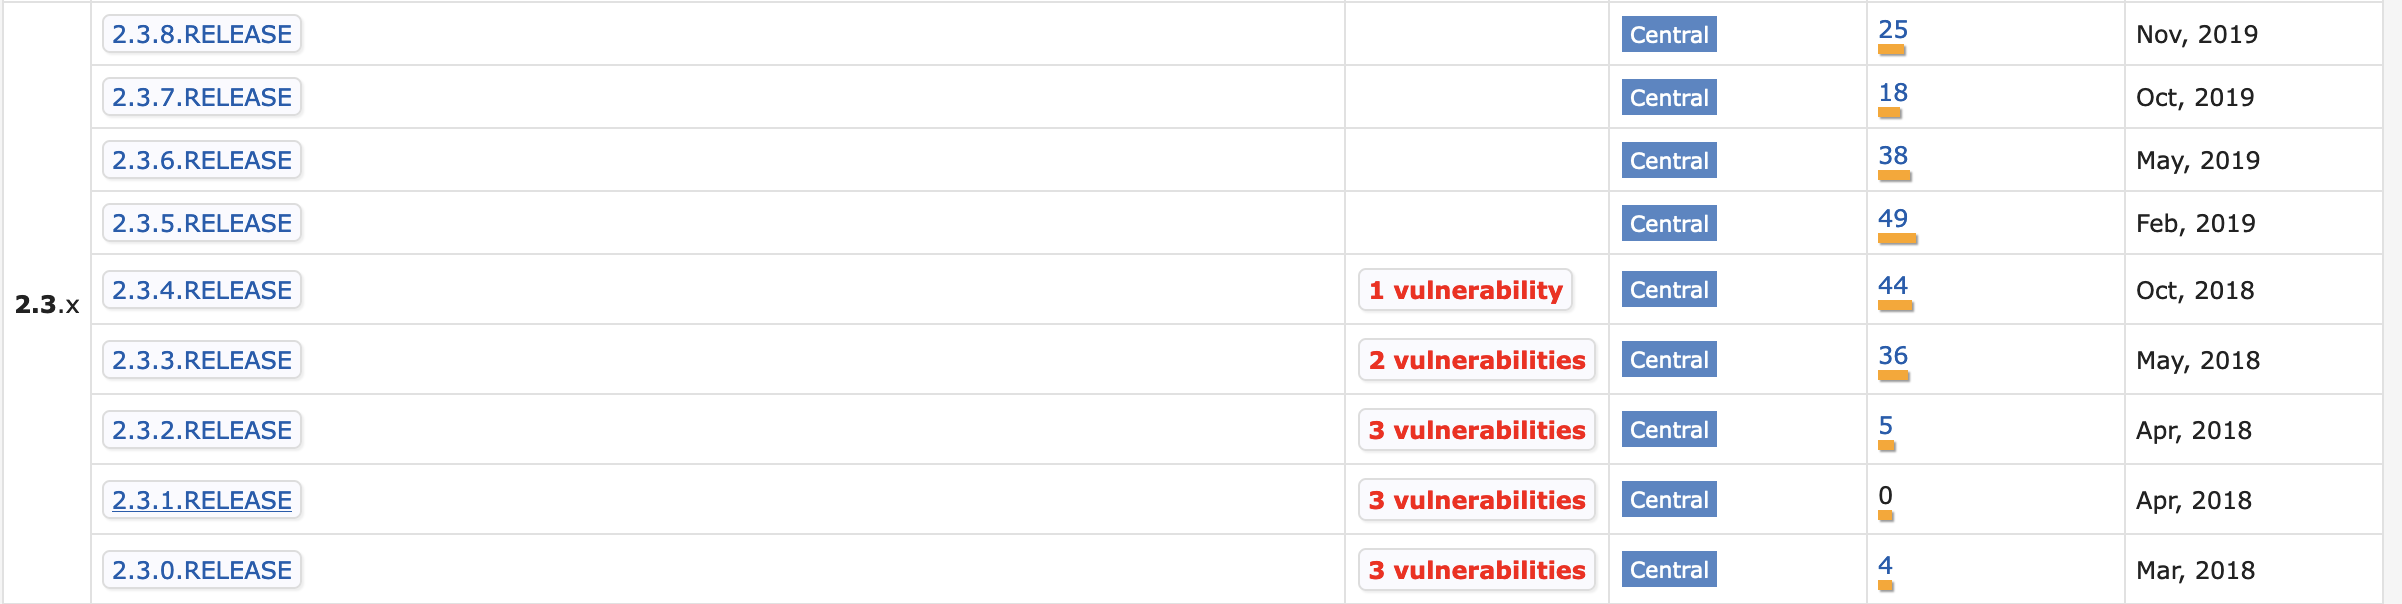 2.3.8.RELEASE Central 25 Nov, 2019
2.3.7.RELEASE Central 18 Oct, 2019
2.3.6.RELEASE Central 38 May, 2019
2.3.5.RELEASE Central 49 Feb, 2019
2.3.4.RELEASE 1 vulnerability Central 44 Oct, 2018
2.3.x
2.3.3.RELEASE 2 vulnerabilities Central 36 May, 2018
2.3.2.RELEASE 3 vulnerabilities Central 5 Apr, 2018
2.3.1.RELEASE 3 vulnerabilities Central 0 Apr, 2018
2.3.0.RELEASE 3 vulnerabilities Central 4 Mar, 2018